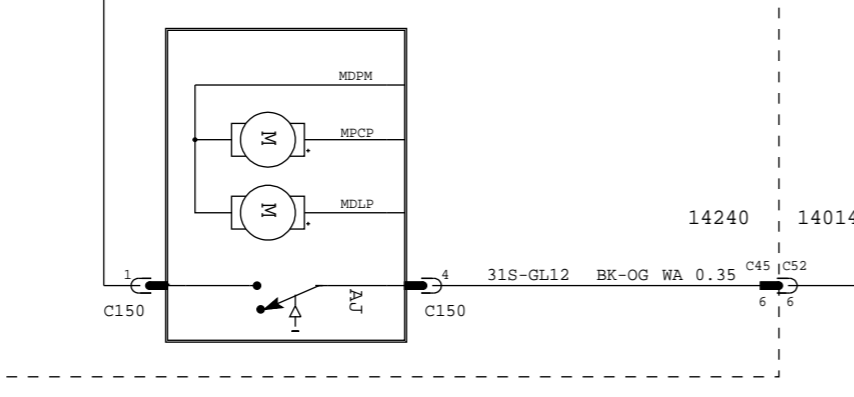 MDPM
M
MPCP
M
MDLP
14240
14014
1
4
31S-GL12
BK-OG
WA
0.35
C45
C52
C150
AJ
C150
6
6